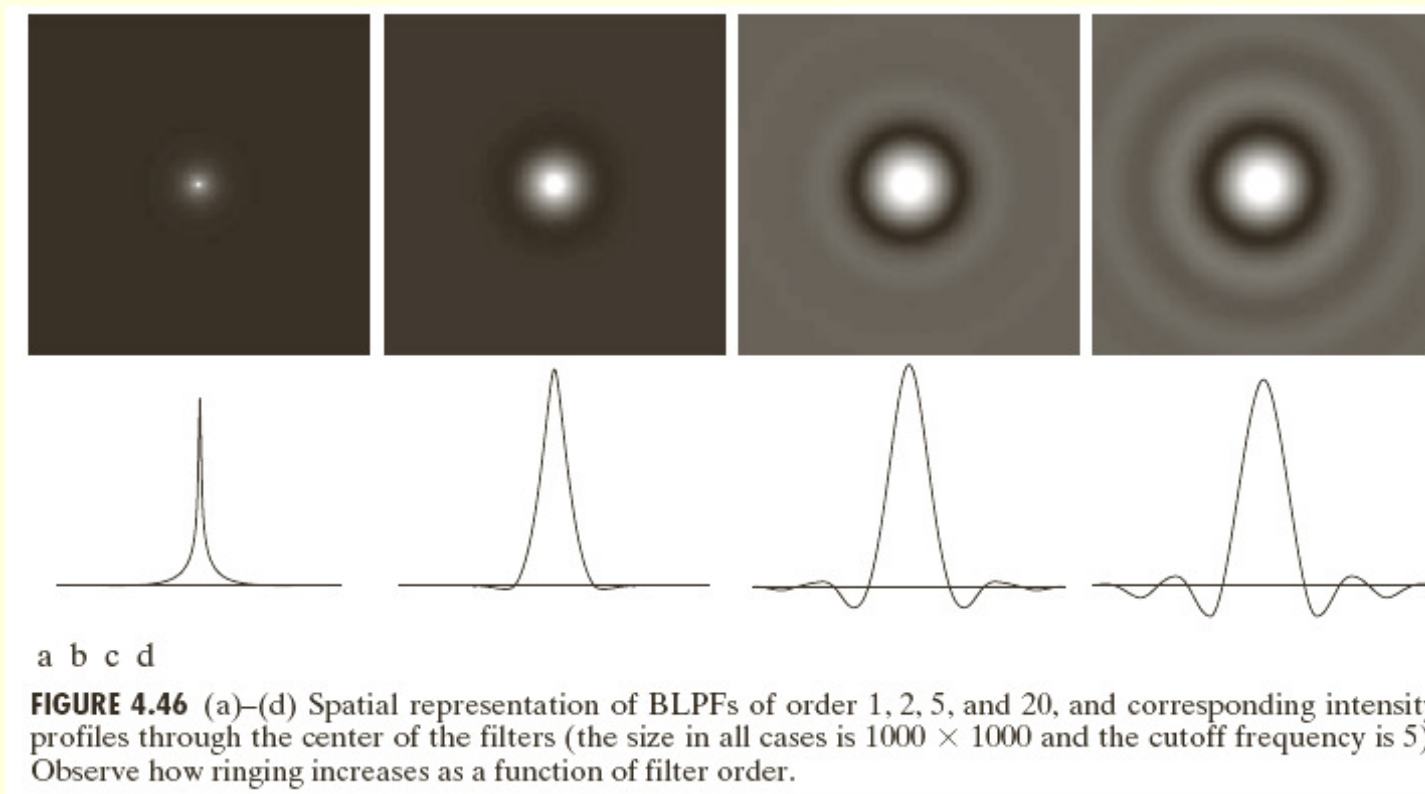 a b c d
FIGURE 4.46 (a)–(d) Spatial representation of BLPFs of order 1, 2, 5, and 20, and corresponding intensity
profiles through the center of the filters (the size in all cases is 1000 × 1000 and the cutoff frequency is 5)
Observe how ringing increases as a function of filter order.